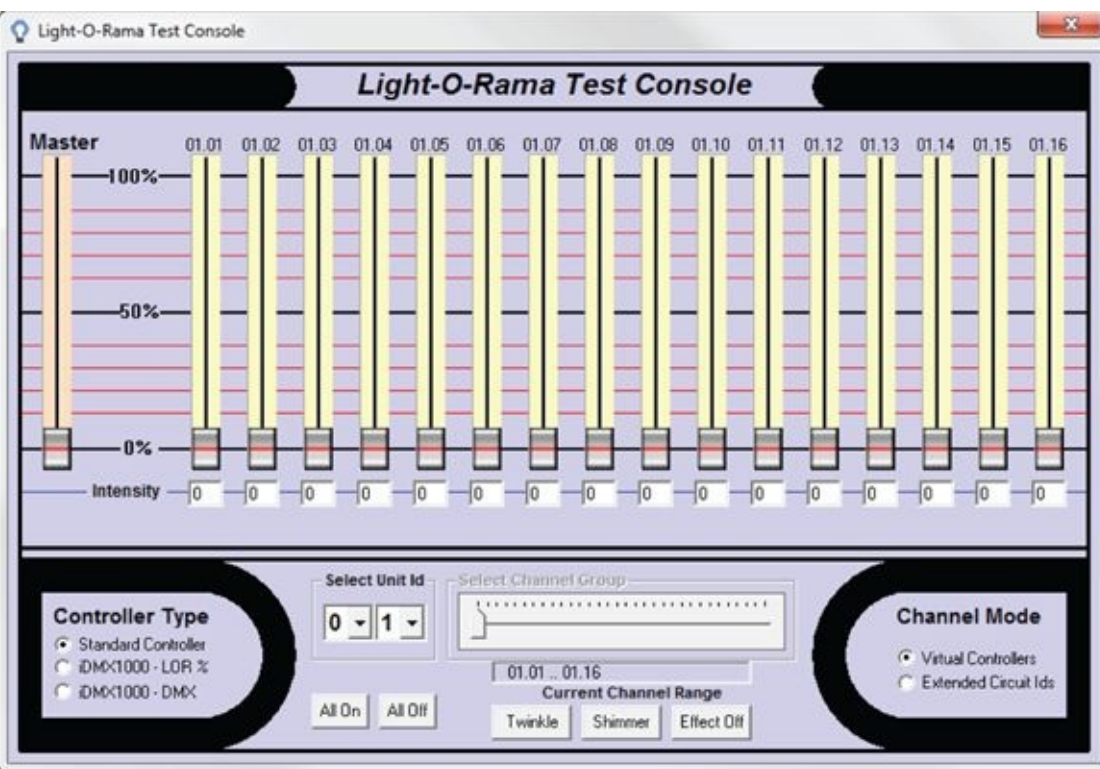 Light-O-Rama Test Console
Light-O-Rama Test Console
Master 01.01 01.02 01.03 01.04 01.05 01.06 01.07 01.08 01.09 01.10 01.11 01.12 01.13 01.14 01.15 01.16
100%
50%
0%
Intensity 0 0 0 0 0 0 0 0 0 0 0 0 0 0 0 0
Controller Type
Standard Controller
iDMX1000 - LOR %
iDMX1000 - DMX
Select Unit Id
0 1
All On All Off
Select Channel Group
01.01 .. 01.16
Current Channel Range
Twinkle Shimmer Effect Off
Channel Mode
Virtual Controllers
Extended Circuit Ids